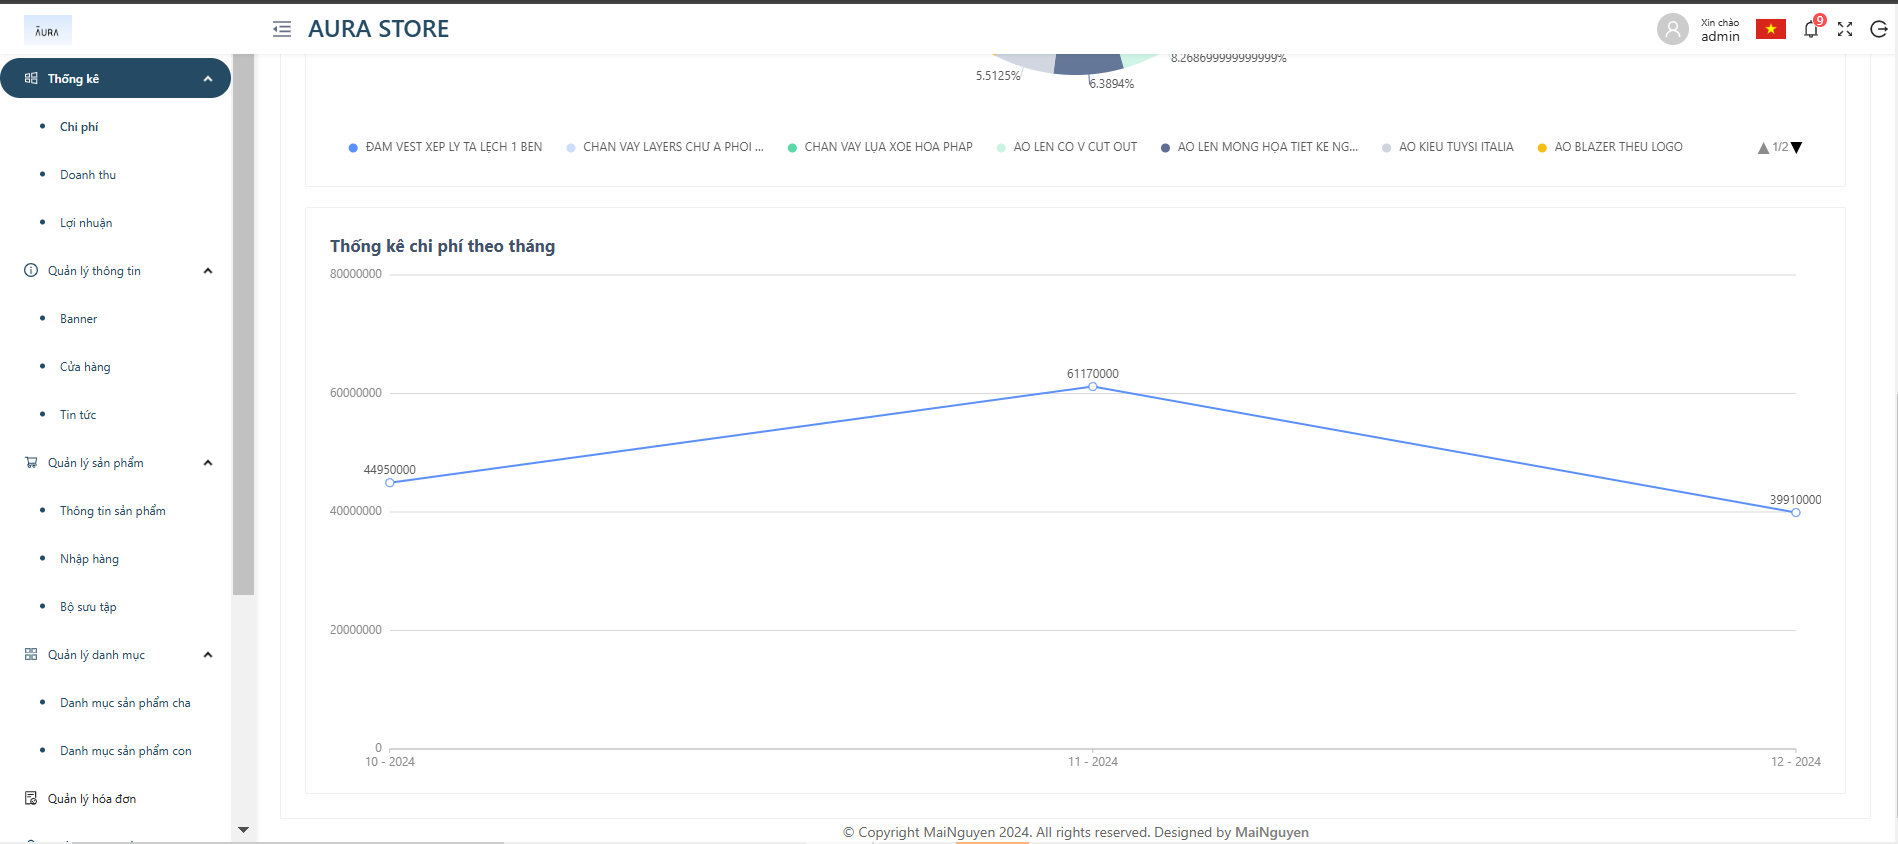 ĀURA
AURA STORE
Xin chào
admin
9
Thống kê
Chi phí
Doanh thu
Lợi nhuận
Quản lý thông tin
Banner
Cửa hàng
Tin tức
Quản lý sản phẩm
Thông tin sản phẩm
Nhập hàng
Bộ sưu tập
Quản lý danh mục
Danh mục sản phẩm cha
Danh mục sản phẩm con
Quản lý hóa đơn
5.5125%
6.3894%
8.268699999999999%
ĐAM VEST XEP LY TA LỆCH 1 BEN
CHAN VAY LAYERS CHƯ A PHOI ...
CHAN VAY LỤA XOE HOA PHAP
AO LEN CO V CUT OUT
AO LEN MONG HỌA TIET KE NG...
AO KIEU TUYSI ITALIA
AO BLAZER THEU LOGO
1/2
Thống kê chi phí theo tháng
80000000
60000000
40000000
20000000
0
44950000
61170000
39910000
10 - 2024
11 - 2024
12 - 2024
© Copyright MaiNguyen 2024. All rights reserved. Designed by MaiNguyen